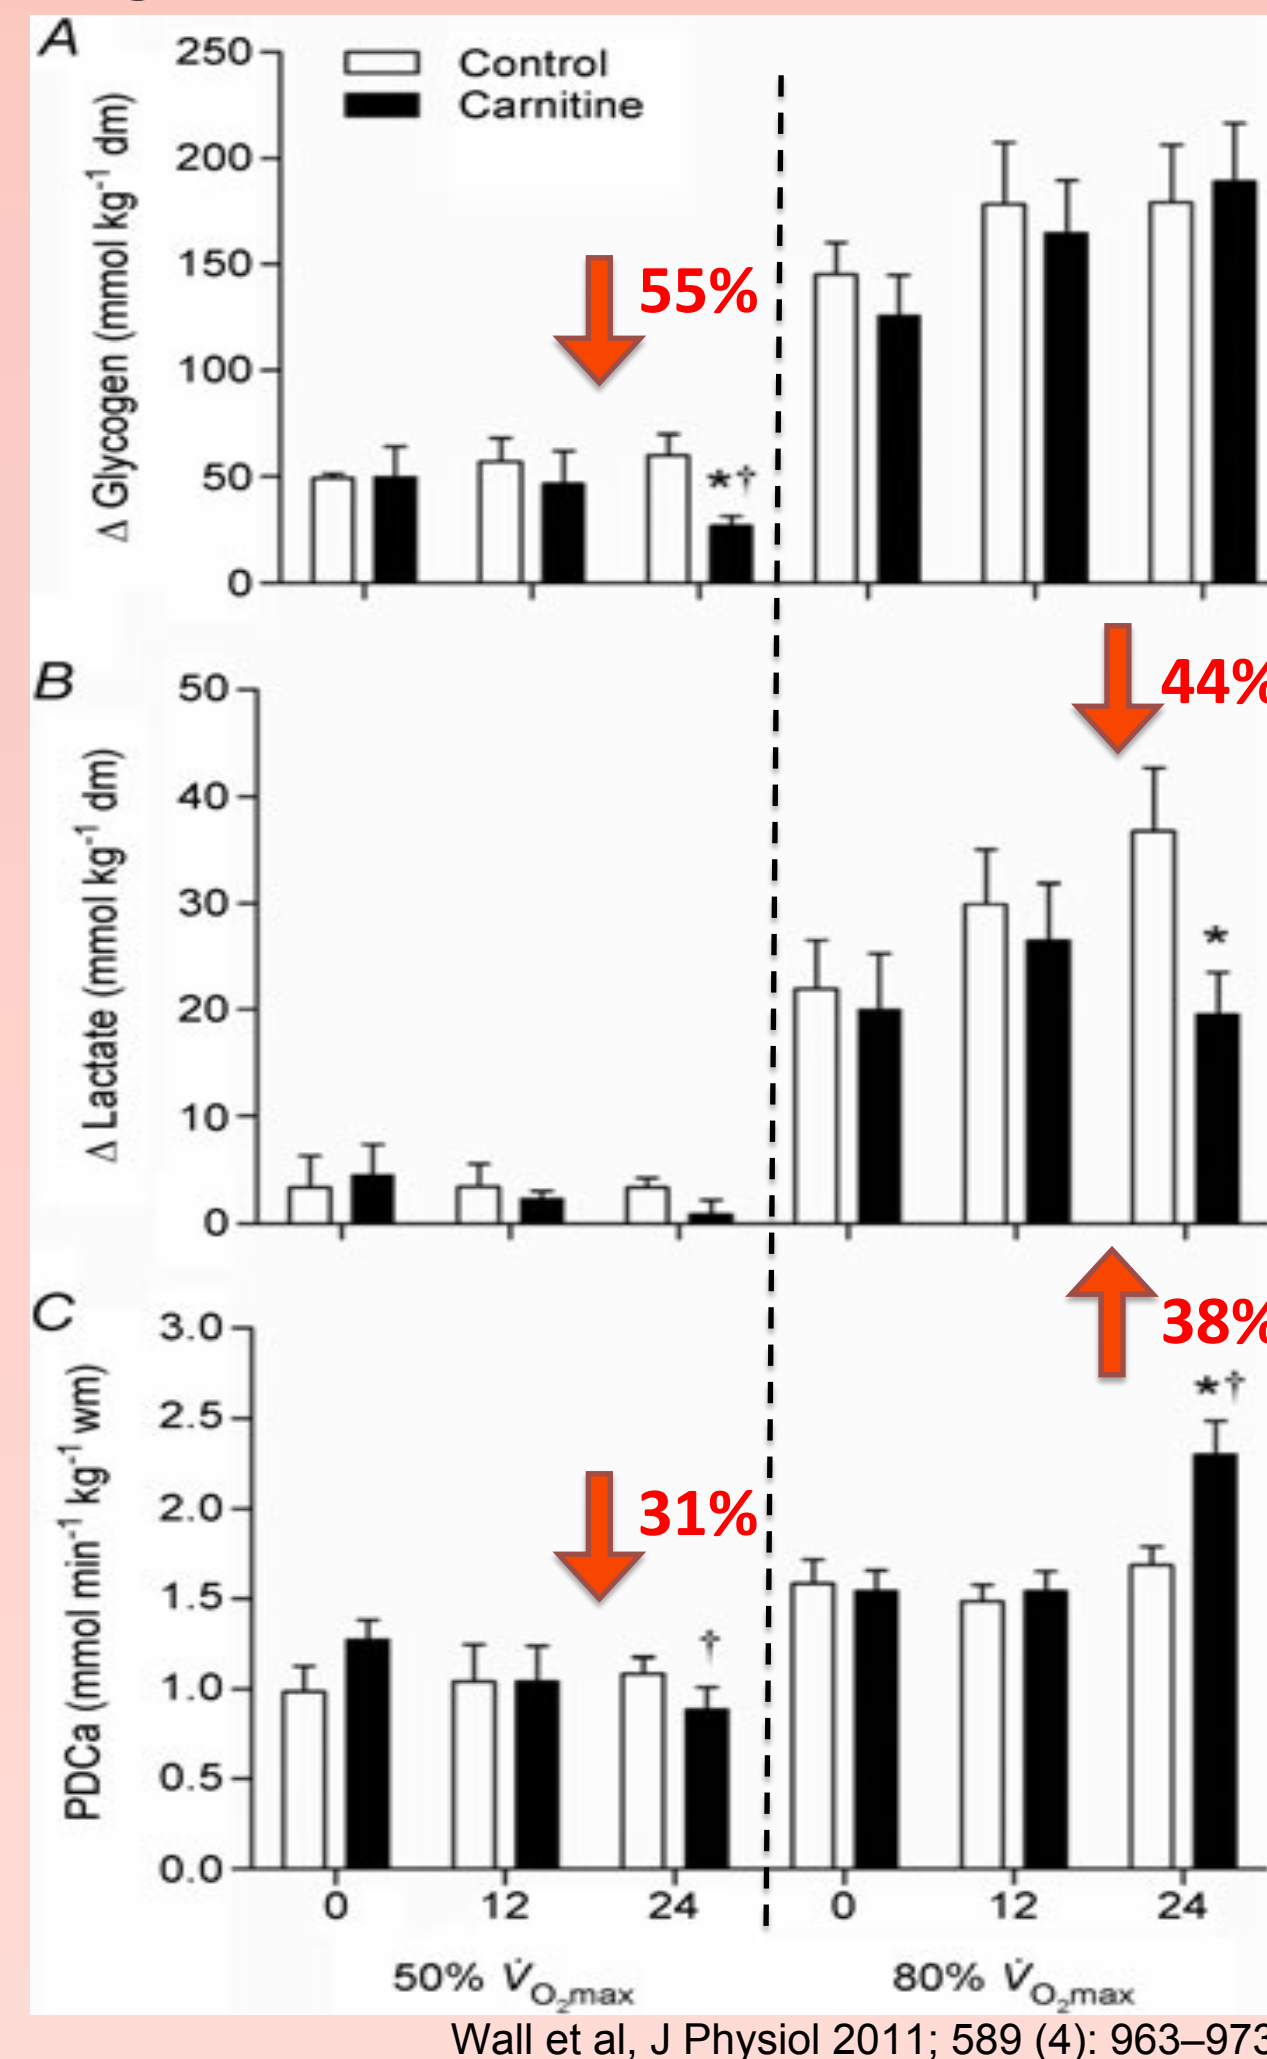 A
250
200
150
100
50
0
Δ Glycogen (mmol kg⁻¹ dm)
Control
Carnitine
55%
*†
B
50
40
30
20
10
0
Δ Lactate (mmol kg⁻¹ dm)
44%
*
C
3.0
2.5
2.0
1.5
1.0
0.5
0.0
PDCa (mmol min⁻¹ kg⁻¹ wm)
38%
*†
31%
†
0 12 24 0 12 24
50% V̇O₂max 80% V̇O₂max
Wall et al, J Physiol 2011; 589 (4): 963–973